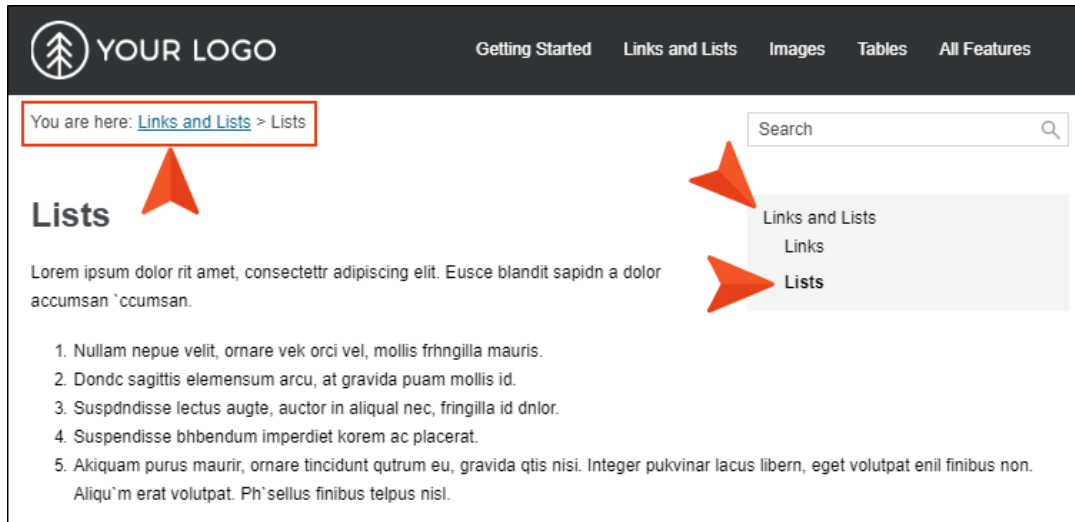 YOUR LOGO
Getting Started Links and Lists Images Tables All Features
You are here: Links and Lists > Lists
Search
Lists
Lorem ipsum dolor rit amet, consectettr adipiscing elit. Eusce blandit sapidn a dolor
accumsan `ccumsan.
1. Nullam nepue velit, ornare vek orci vel, mollis frhngilla mauris.
2. Dondc sagittis elemensum arcu, at gravida puam mollis id.
3. Suspdndisse lectus augte, auctor in aliqual nec, fringilla id dnlor.
4. Suspendisse bhbendum imperdiet korem ac placerat.
5. Akiquam purus maurir, ornare tincidunt qutrum eu, gravida qtis nisi. Integer pukvinar lacus libern, eget volutpat enil finibus non.
Aliqu`m erat volutpat. Ph`sellus finibus telpus nisl.
Links and Lists
Links
Lists